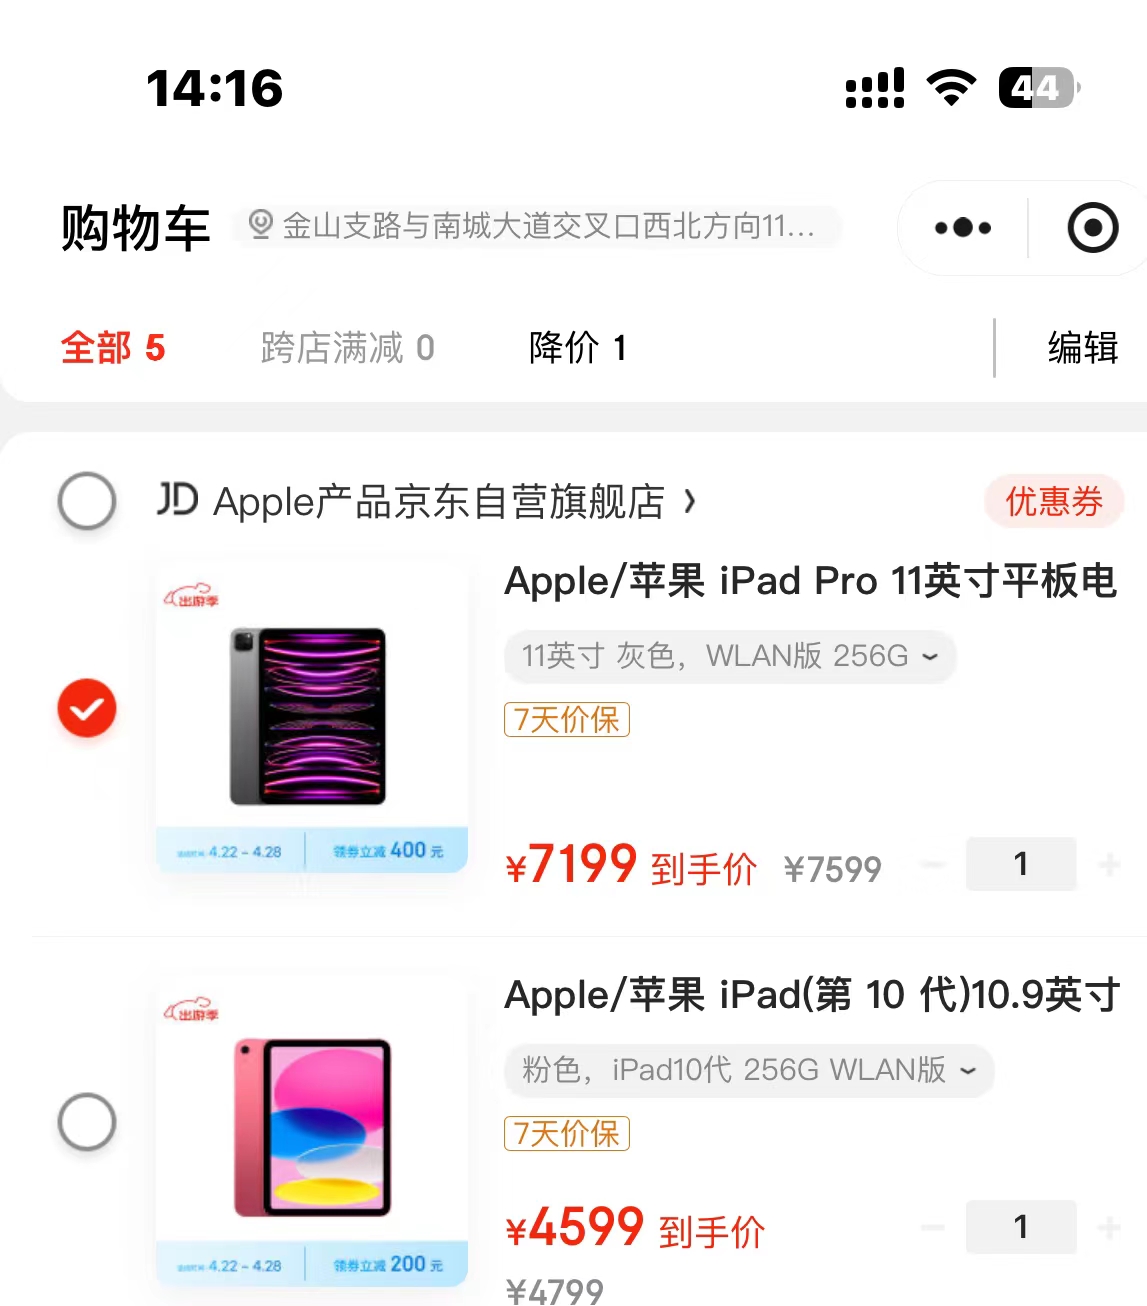 14:16
44
购物车
金山支路与南城大道交叉口西北方向11...
全部 5
跨店满减 0
降价 1
编辑
JD Apple产品京东自营旗舰店 ›
优惠券
出游季
Apple/苹果 iPad Pro 11英寸平板电
11英寸 灰色，WLAN版 256G
7天价保
4.22 - 4.28
领券立减 400 元
¥7199 到手价 ¥7599
1
出游季
Apple/苹果 iPad(第 10 代)10.9英寸
粉色，iPad10代 256G WLAN版
7天价保
4.22 - 4.28
领券立减 200 元
¥4599 到手价
1
¥4799